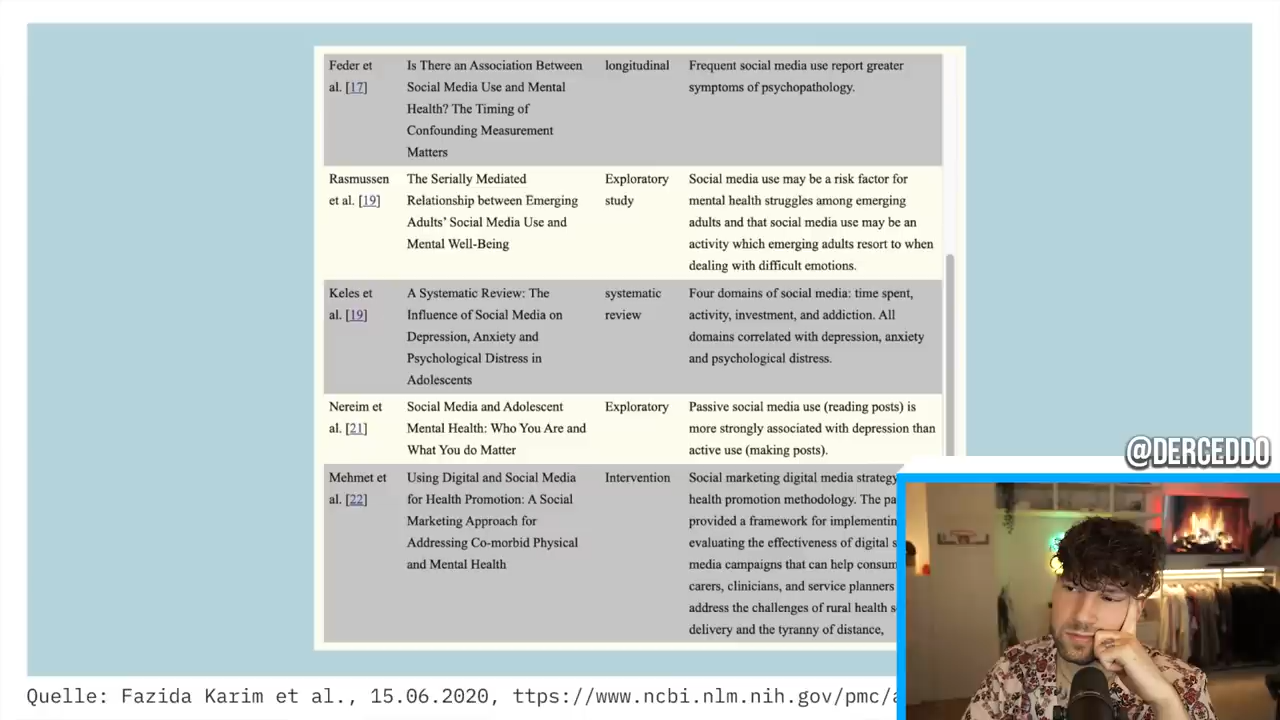 Feder et
al. [17]
Is There an Association Between
Social Media Use and Mental
Health? The Timing of
Confounding Measurement
Matters
longitudinal
Frequent social media use report greater
symptoms of psychopathology.
Rasmussen
et al. [19]
The Serially Mediated
Relationship between Emerging
Adults’ Social Media Use and
Mental Well-Being
Exploratory
study
Social media use may be a risk factor for
mental health struggles among emerging
adults and that social media use may be an
activity which emerging adults resort to when
dealing with difficult emotions.
Keles et
al. [19]
A Systematic Review: The
Influence of Social Media on
Depression, Anxiety and
Psychological Distress in
Adolescents
systematic
review
Four domains of social media: time spent,
activity, investment, and addiction. All
domains correlated with depression, anxiety
and psychological distress.
Nereim et
al. [21]
Social Media and Adolescent
Mental Health: Who You Are and
What You do Matter
Exploratory
Passive social media use (reading posts) is
more strongly associated with depression than
active use (making posts).
Mehmet et
al. [22]
Using Digital and Social Media
for Health Promotion: A Social
Marketing Approach for
Addressing Co-morbid Physical
and Mental Health
Intervention
Social marketing digital media strategy
health promotion methodology. The
provided a framework for
evaluating the effectiveness of digital
media campaigns that can help
carers, clinicians, and service planners
address the challenges of rural health
delivery and the tyranny of distance,
@DERCEDDO
Quelle: Fazida Karim et al., 15.06.2020, ttps://www.ncbi.nlm.nih.gov/pmc/